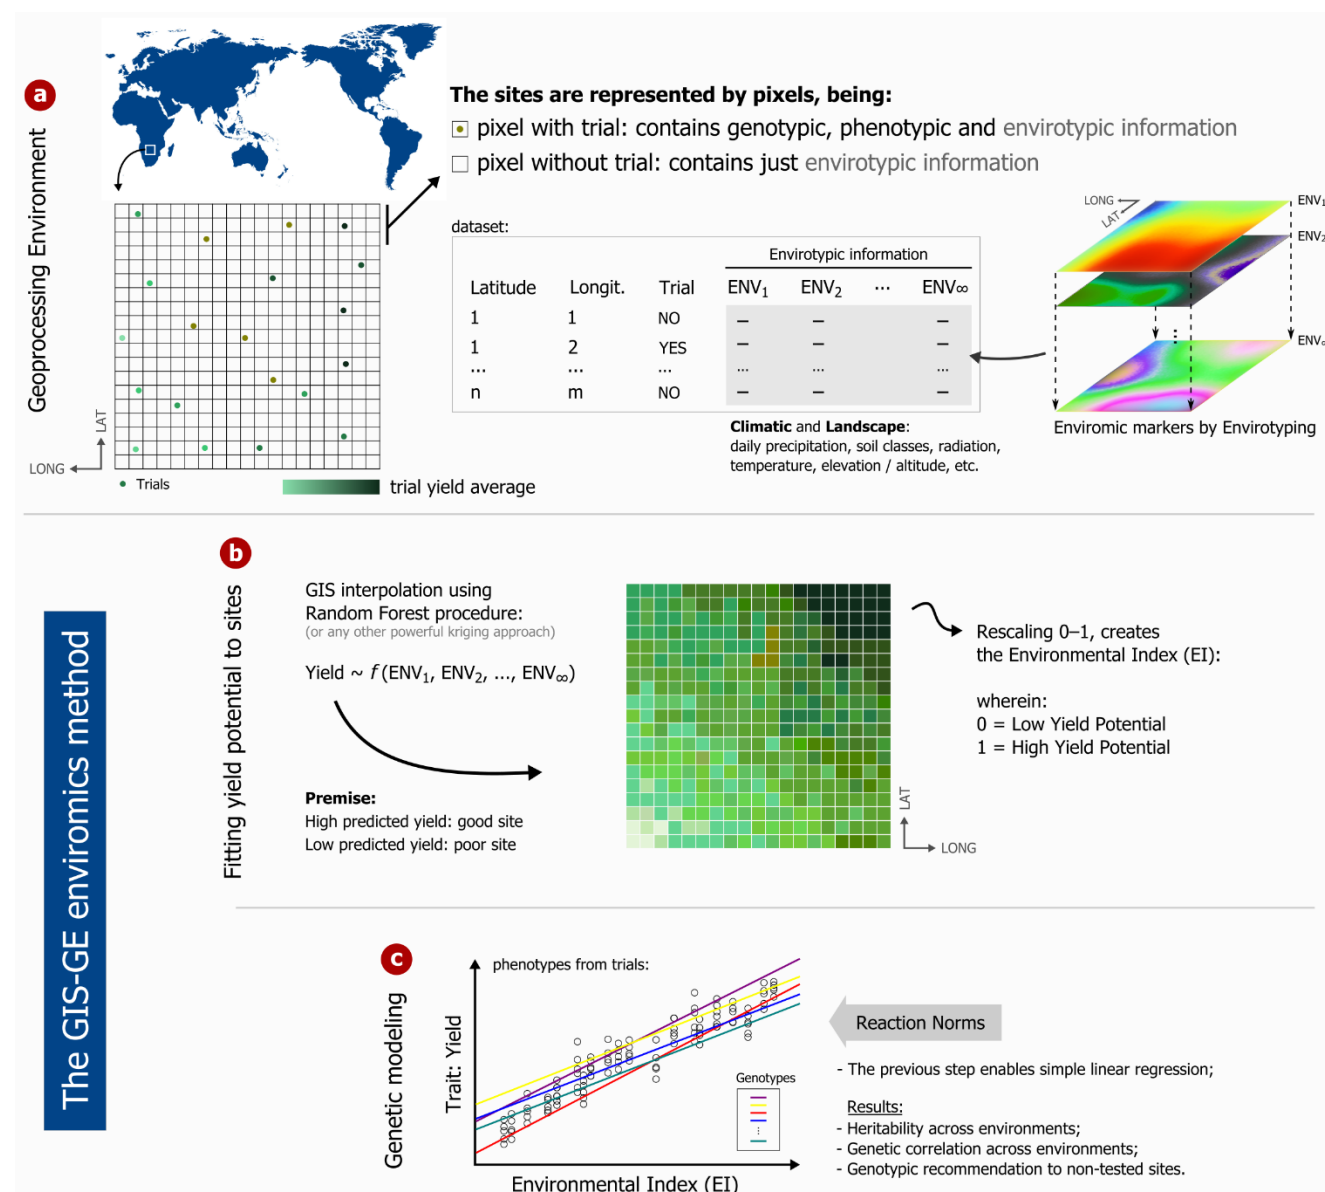 a
Geoprocessing Environment
The sites are represented by pixels, being:
pixel with trial: contains genotypic, phenotypic and envirotypic information
pixel without trial: contains just envirotypic information
LAT
LONG
Trials
trial yield average
dataset:
Envirotypic information
Latitude Longit. Trial ENV1 ENV2 ... ENV∞
1 1 NO – – –
1 2 YES – – –
... ... ... ... ...
n m NO – – –
Climatic and Landscape:
daily precipitation, soil classes, radiation,
temperature, elevation / altitude, etc.
LONG
LAT
ENV1
ENV2
⋮
ENV∞
Enviromic markers by Envirotyping
The GIS-GE enviromics method
b
Fitting yield potential to sites
GIS interpolation using
Random Forest procedure:
(or any other powerful kriging approach)
Yield ~ f (ENV1, ENV2, ..., ENV∞)
Premise:
High predicted yield: good site
Low predicted yield: poor site
LAT
LONG
Rescaling 0–1, creates
the Environmental Index (EI):
wherein:
0 = Low Yield Potential
1 = High Yield Potential
c
Genetic modeling
phenotypes from trials:
Trait: Yield
Genotypes
⋮
Environmental Index (EI)
Reaction Norms
- The previous step enables simple linear regression;
Results:
- Heritability across environments;
- Genetic correlation across environments;
- Genotypic recommendation to non-tested sites.